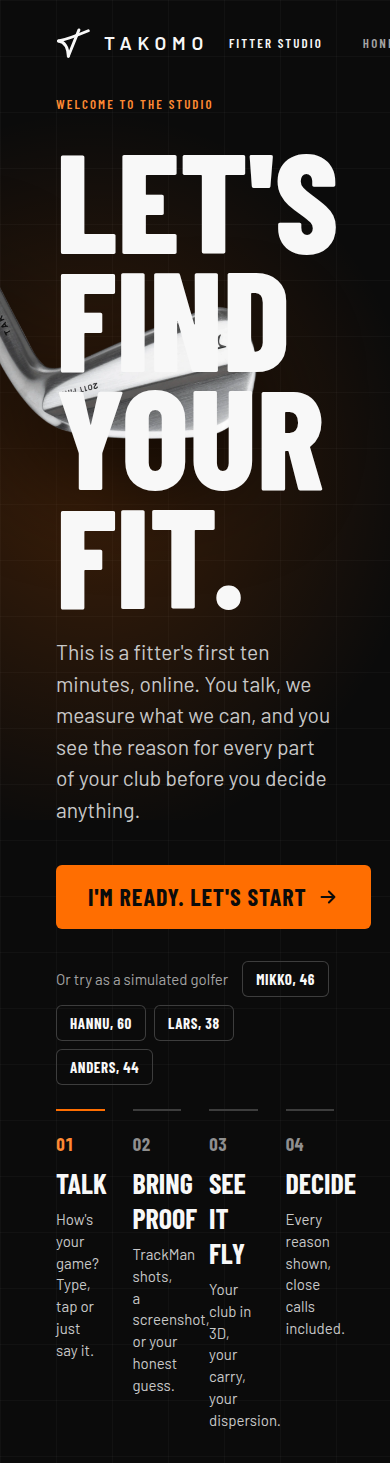 TAKOMO
FITTER STUDIO
WELCOME TO THE STUDIO
LET'S
FIND
YOUR
FIT.
2011
This is a fitter's first ten
minutes, online. You talk, we
measure what we can, and you
see the reason for every part
of your club before you decide
anything.
I'M READY. LET'S START →
Or try as a simulated golfer
MIKKO, 46
HANNU, 60
LARS, 38
ANDERS, 44
01
TALK
How's
your
game?
Type,
tap or
just
say it.
02
BRING
PROOF
TrackMan
shots,
a
screenshot,
or your
honest
guess.
03
SEE
IT
FLY
Your
club in
3D,
your
carry,
your
dispersion.
04
DECIDE
Every
reason
shown,
close
calls
included.